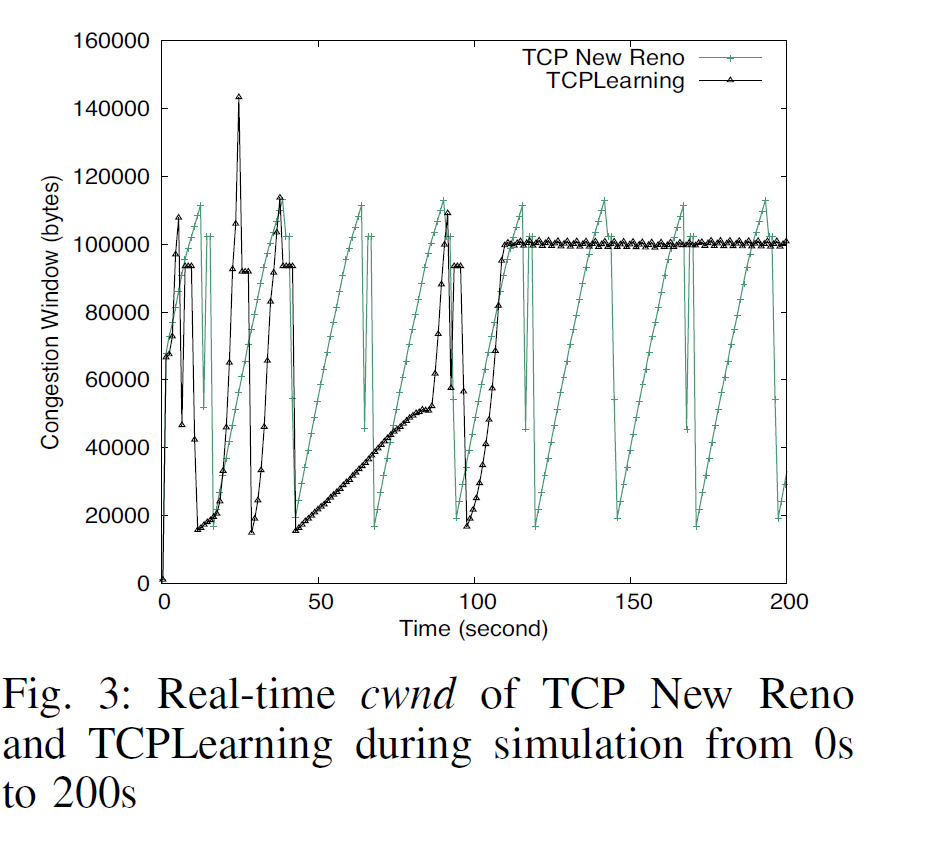 160000
140000
120000
100000
80000
60000
40000
20000
0
Congestion Window (bytes)
TCP New Reno
TCPLearning
0 50 100 150 200
Time (second)
Fig. 3: Real-time cwnd of TCP New Reno
and TCPLearning during simulation from 0s
to 200s